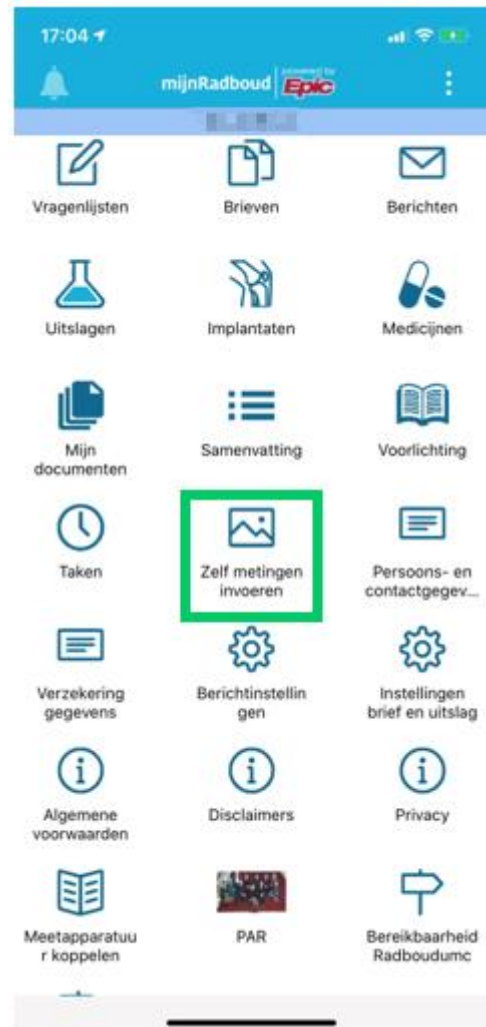 17:04
mijnRadboud powered by Epic
Vragenlijsten Brieven Berichten
Uitslagen Implantaten Medicijnen
Mijn documenten Samenvatting Voorlichting
Taken Zelf metingen invoeren Persoons- en contactgegev...
Verzekering gegevens Berichtinstellin gen Instellingen brief en uitslag
Algemene voorwaarden Disclaimers Privacy
Meetapparatuu r koppelen PAR Bereikbaarheid Radboudumc